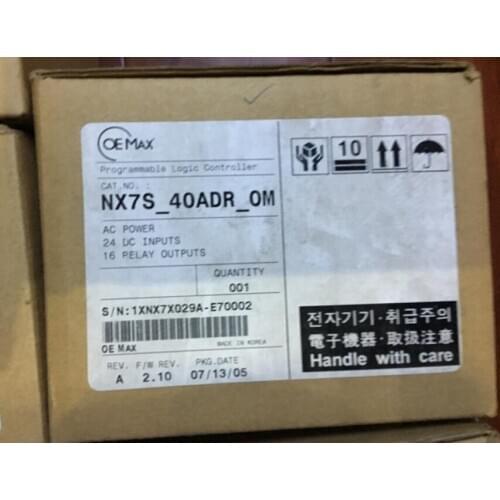 OE MAX
Programmable Logic Controller
CAT.NO. :
NX7S_40ADR_OM
AC POWER
24 DC INPUTS
16 RELAY OUTPUTS
QUANTITY
001
S/N:1XNX7X029A-E70002
OE MAX
MADE IN KOREA
REV. F/W REV. PKG.DATE
A 2.10 07/13/05
10
전자기기·취급주의
電子機器·取扱注意
Handle with care